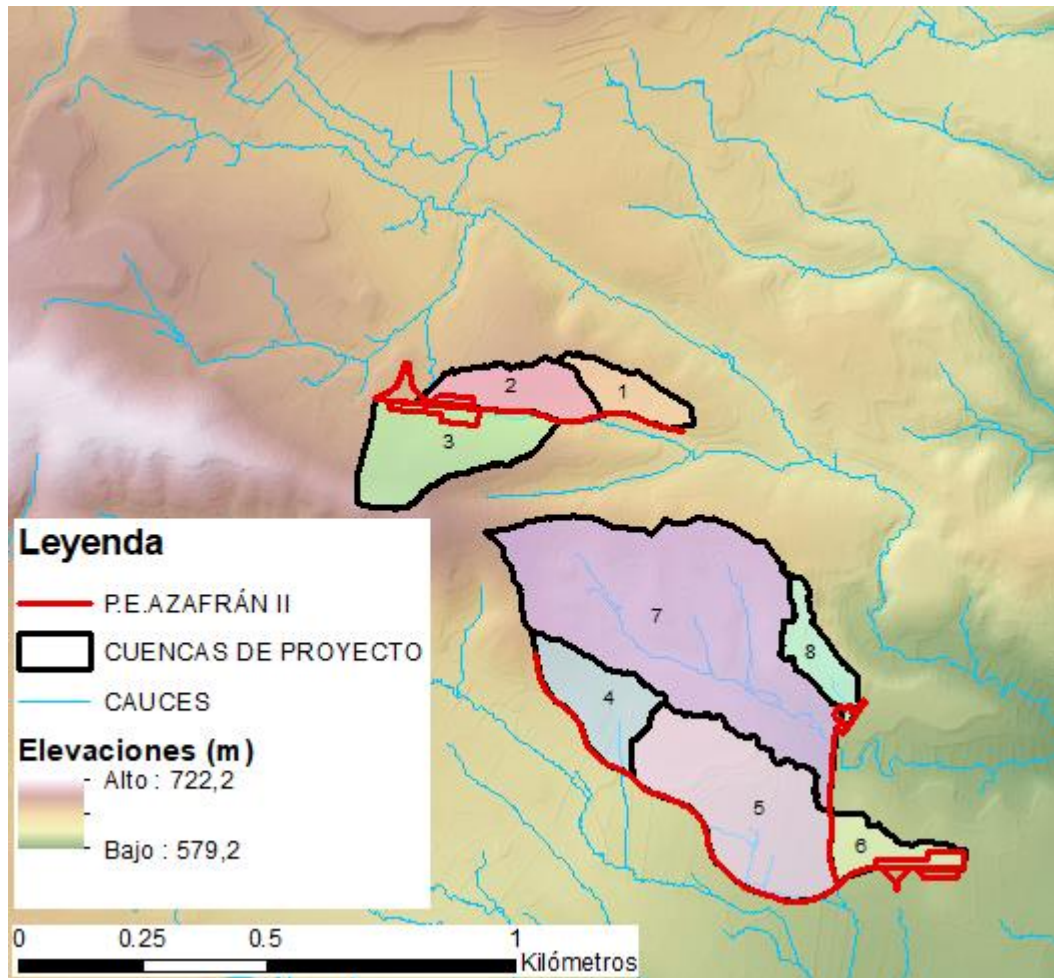 2
1
3
7
8
4
5
6
Leyenda
P.E.AZAFRÁN II
CUENCAS DE PROYECTO
CAUCES
Elevaciones (m)
Alto : 722,2
Bajo : 579,2
0 0.25 0.5 1
Kilómetros